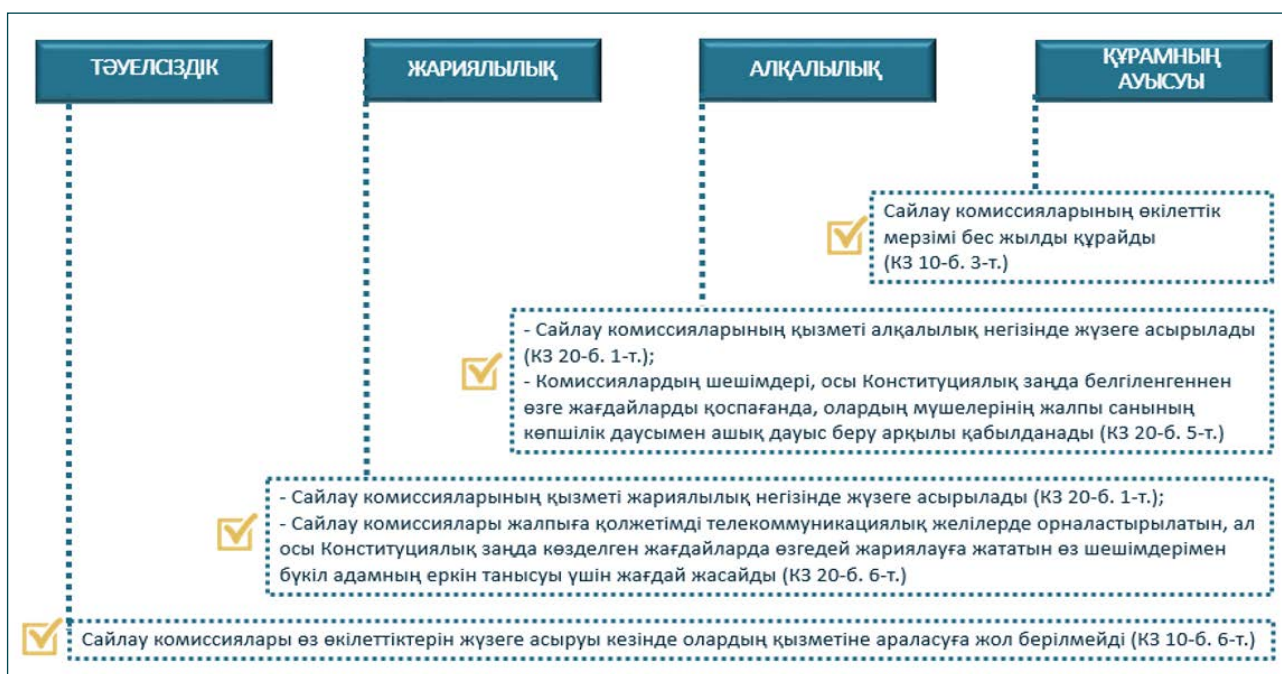 ТӘУЕЛСІЗДІК
ЖАРИЯЛЫЛЫҚ
АЛҚАЛЫЛЫҚ
ҚҰРАМНЫҢ
АУЫСУЫ
Сайлау комиссияларының өкілеттік
мерзімі бес жылды құрайды
(КЗ 10-б. 3-т.)
- Сайлау комиссияларының қызметі алқалылық негізінде жүзеге асырылады
(КЗ 20-б. 1-т.);
- Комиссиялардың шешімдері, осы Конституциялық заңда белгіленгеннен
өзге жағдайларды қоспағанда, олардың мүшелерінің жалпы санының
көпшілік даусымен ашық дауыс беру арқылы қабылданады (КЗ 20-б. 5-т.)
- Сайлау комиссияларының қызметі жариялылық негізінде жүзеге асырылады (КЗ 20-б. 1-т.);
- Сайлау комиссиялары жалпыға қолжетімді телекоммуникациялық желілерде орналастырылатын, ал
осы Конституциялық заңда көзделген жағдайларда өзгедей жариялауға жататын өз шешімдерімен
бүкіл адамның еркін танысуы үшін жағдай жасайды (КЗ 20-б. 6-т.)
Сайлау комиссиялары өз өкілеттіктерін жүзеге асыруы кезінде олардың қызметіне араласуға жол берілмейді (КЗ 10-б. 6-т.)